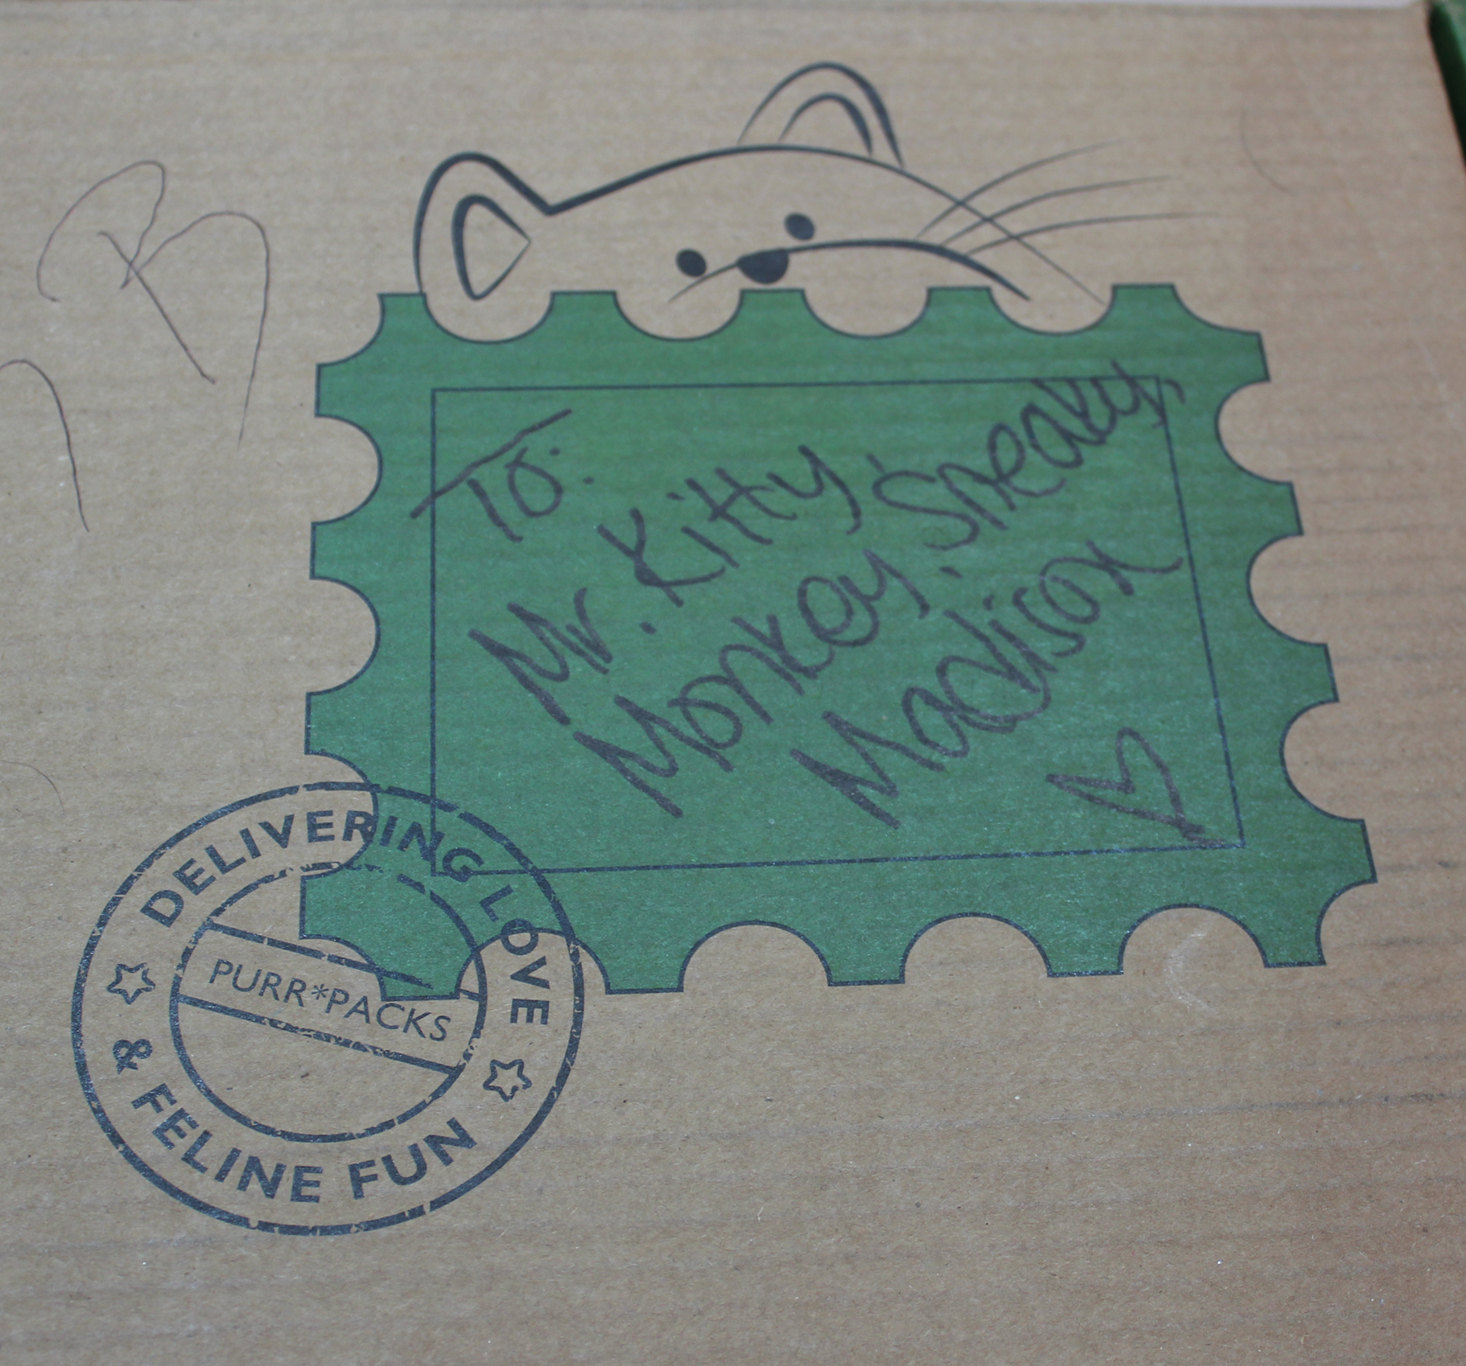 B
To:
Mr. Kitty
Monkey. Sneaky.
Madison
DELIVERING LOVE
PURR*PACKS
& FELINE FUN